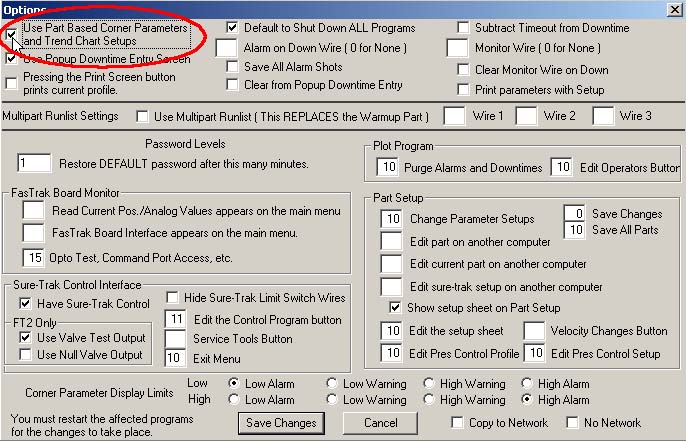 Options
Use Part Based Corner Parameters
and Trend Chart Setups
Use Popup Downtime Entry Screen
Pressing the Print Screen button
prints current profile.
Default to Shut Down ALL Programs
Alarm on Down Wire ( 0 for None )
Save All Alarm Shots
Clear from Popup Downtime Entry
Subtract Timeout from Downtime
Monitor Wire ( 0 for None )
Clear Monitor Wire on Down
Print parameters with Setup
Multipart Runlist Settings Use Multipart Runlist ( This REPLACES the Warmup Part ) Wire 1 Wire 2 Wire 3
Password Levels
1 Restore DEFAULT password after this many minutes.
Plot Program
10 Purge Alarms and Downtimes 10 Edit Operators Button
FasTrak Board Monitor
Read Current Pos./Analog Values appears on the main menu
FasTrak Board Interface appears on the main menu.
15 Opto Test, Command Port Access, etc.
Part Setup
10 Change Parameter Setups 0 Save Changes
10 Save All Parts
Edit part on another computer
Edit current part on another computer
Edit sure-trak setup on another computer
Show setup sheet on Part Setup
10 Edit the setup sheet Velocity Changes Button
10 Edit Pres Control Profile 10 Edit Pres Control Setup
Sure-Trak Control Interface
Have Sure-Trak Control
Hide Sure-Trak Limit Switch Wires
11 Edit the Control Program button
Service Tools Button
10 Exit Menu
FT2 Only
Use Valve Test Output
Use Null Valve Output
Corner Parameter Display Limits
Low Low Alarm Low Warning High Warning High Alarm
High Low Alarm Low Warning High Warning High Alarm
You must restart the affected programs
for the changes to take place.
Save Changes Cancel Copy to Network No Network